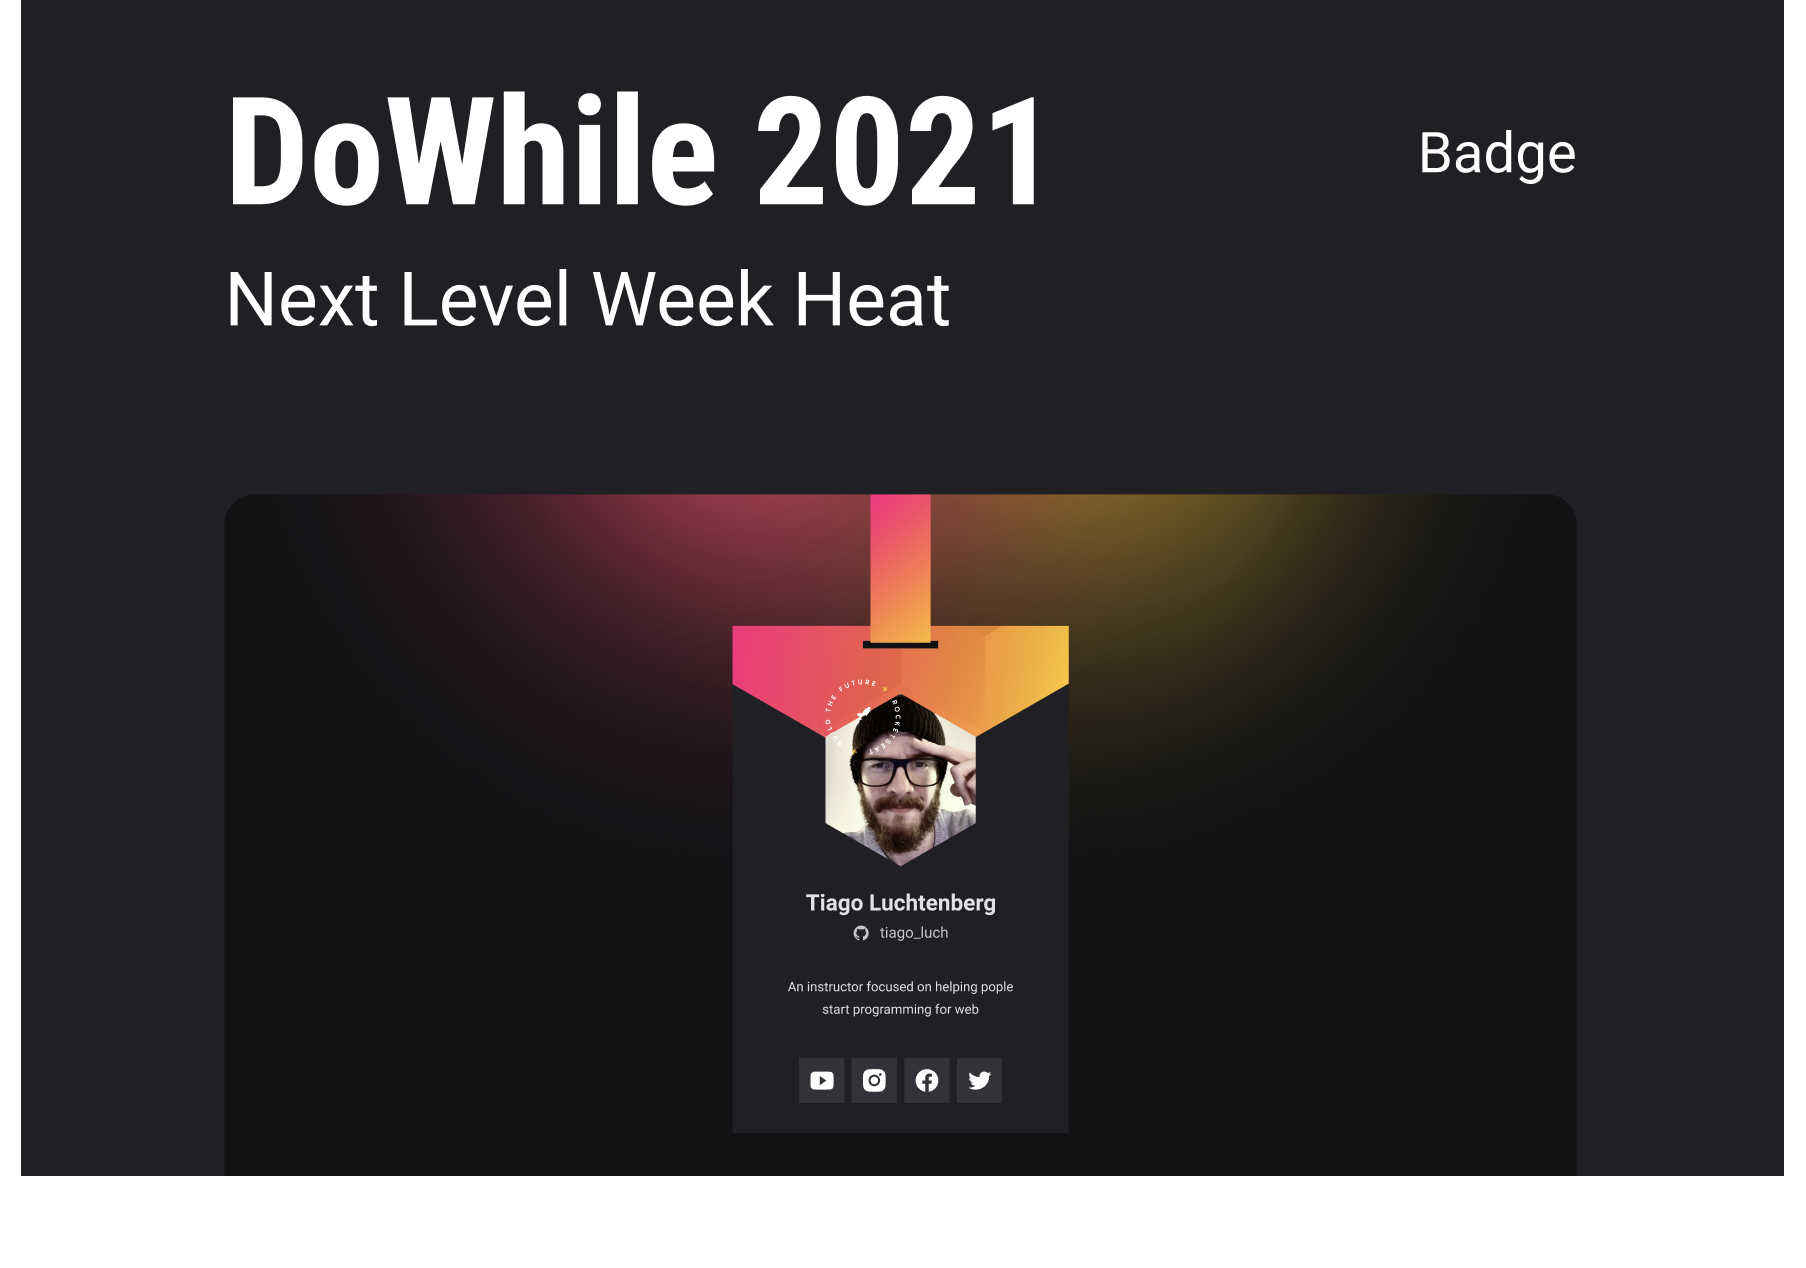 DoWhile 2021
Badge
Next Level Week Heat
BUILD THE FUTURE
ROCKETSEAT
Tiago Luchtenberg
tiago_luch
An instructor focused on helping pople
start programming for web